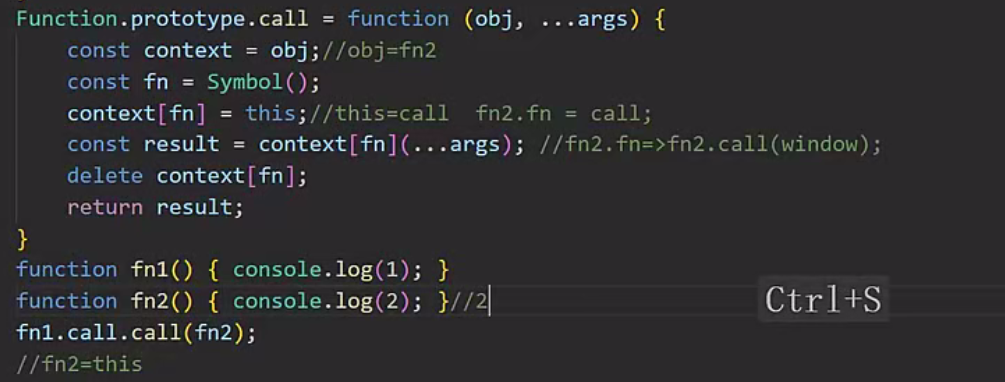 Function.prototype.call = function (obj, ...args) {
    const context = obj;//obj=fn2
    const fn = Symbol();
    context[fn] = this;//this=call  fn2.fn = call;
    const result = context[fn](...args); //fn2.fn=>fn2.call(window);
    delete context[fn];
    return result;
}
function fn1() { console.log(1); }
function fn2() { console.log(2); }//2
Ctrl+S
fn1.call.call(fn2);
//fn2=this